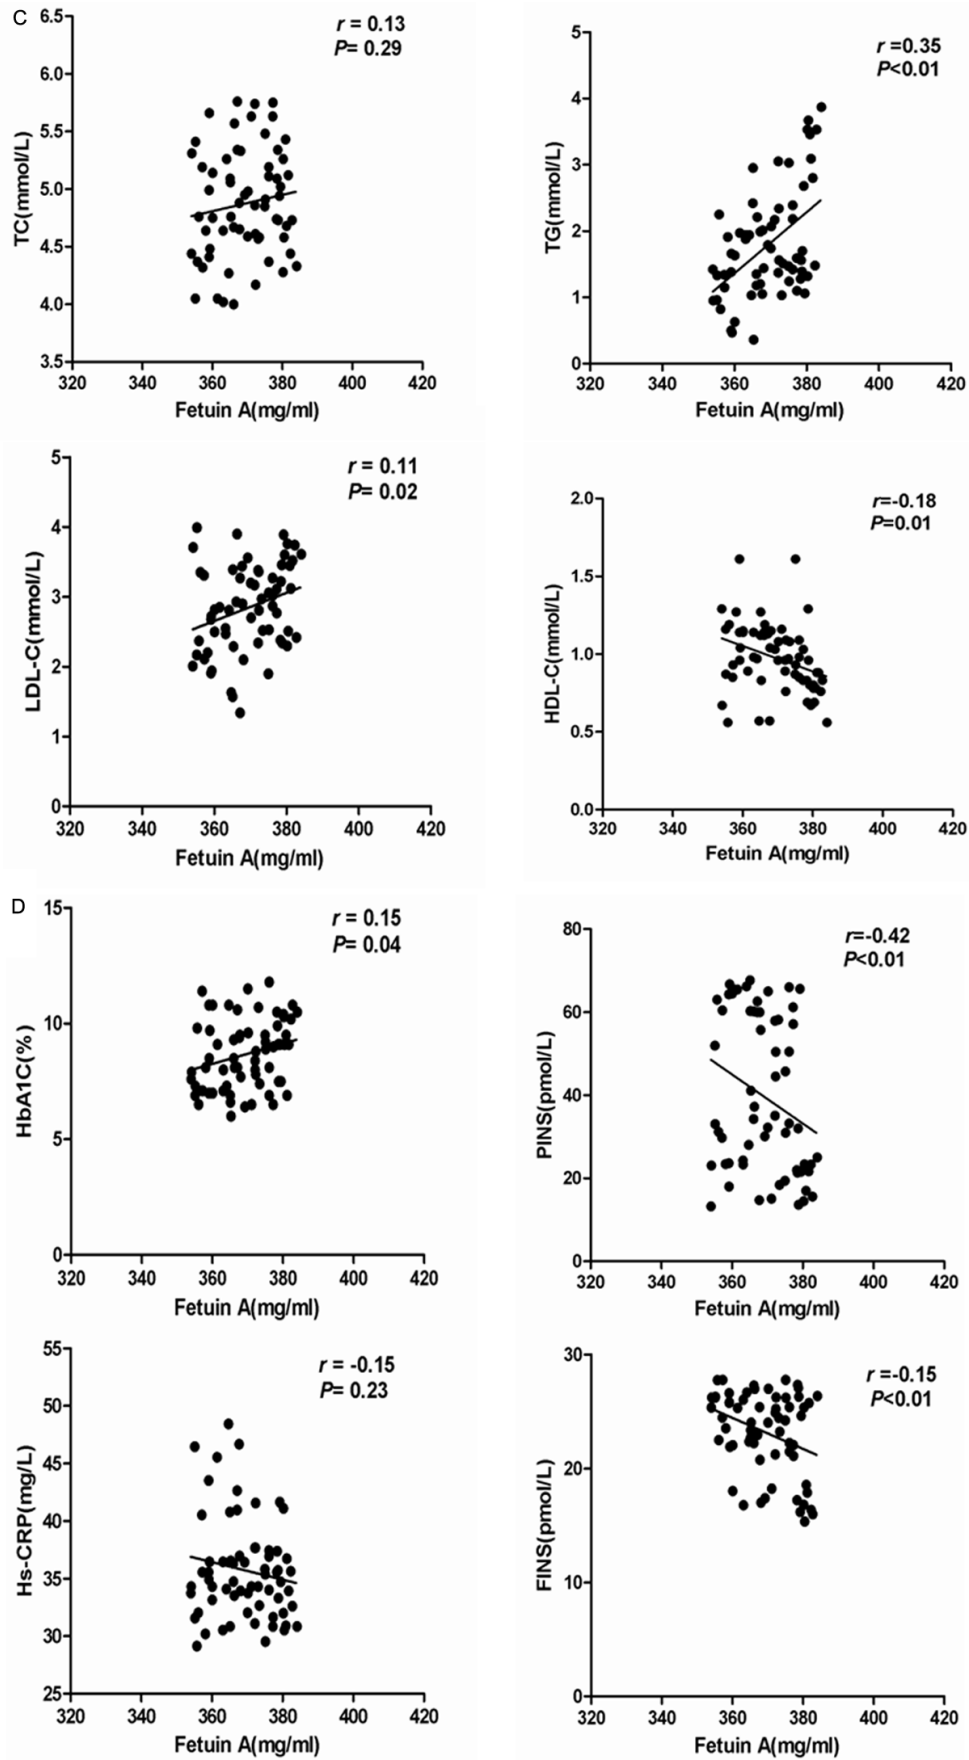 C
r = 0.13
P= 0.29
TC(mmol/L)
6.5
6.0
5.5
5.0
4.5
4.0
3.5
320 340 360 380 400 420
Fetuin A(mg/ml)
r =0.35
P<0.01
TG(mmol/L)
5
4
3
2
1
0
320 340 360 380 400 420
Fetuin A(mg/ml)
r = 0.11
P= 0.02
LDL-C(mmol/L)
5
4
3
2
1
0
320 340 360 380 400 420
Fetuin A(mg/ml)
r=-0.18
P=0.01
HDL-C(mmol/L)
2.0
1.5
1.0
0.5
0.0
320 340 360 380 400 420
Fetuin A(mg/ml)
D
r = 0.15
P= 0.04
HbA1C(%)
15
10
5
0
320 340 360 380 400 420
Fetuin A(mg/ml)
r=-0.42
P<0.01
PINS(pmol/L)
80
60
40
20
0
320 340 360 380 400 420
Fetuin A(mg/ml)
r = -0.15
P= 0.23
Hs-CRP(mg/L)
55
50
45
40
35
30
25
320 340 360 380 400 420
Fetuin A(mg/ml)
r =-0.15
P<0.01
FINS(pmol/L)
30
20
10
0
320 340 360 380 400 420
Fetuin A(mg/ml)